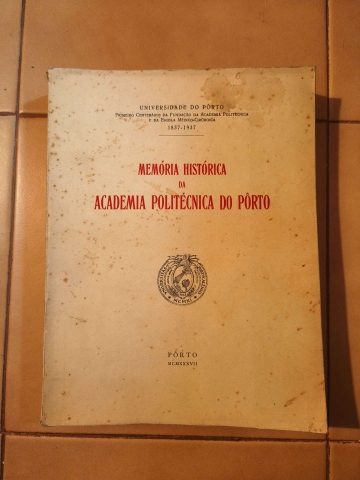 UNIVERSIDADE DO PÔRTO
PRIMEIRO CENTENÁRIO DA FUNDAÇÃO DA ACADEMIA POLITÉCNICA
E DA ESCOLA MÉDICO-CIRÚRGICA
1837-1937
MEMÓRIA HISTÓRICA
DA
ACADEMIA POLITÉCNICA DO PÔRTO
MCMXI
PÔRTO
MCMXXXVII